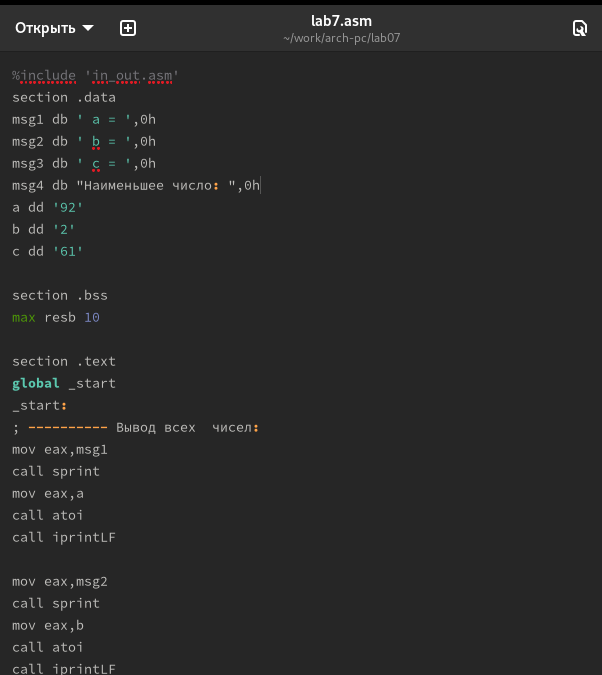 Открыть
lab7.asm
~/work/arch-pc/lab07
%include 'in_out.asm'
section .data
msg1 db ' a = ',0h
msg2 db ' b = ',0h
msg3 db ' c = ',0h
msg4 db "Наименьшее число: ",0h
a dd '92'
b dd '2'
c dd '61'
section .bss
max resb 10
section .text
global _start
_start:
; ---------- Вывод всех  чисел:
mov eax,msg1
call sprint
mov eax,a
call atoi
call iprintLF
mov eax,msg2
call sprint
mov eax,b
call atoi
call iprintLF